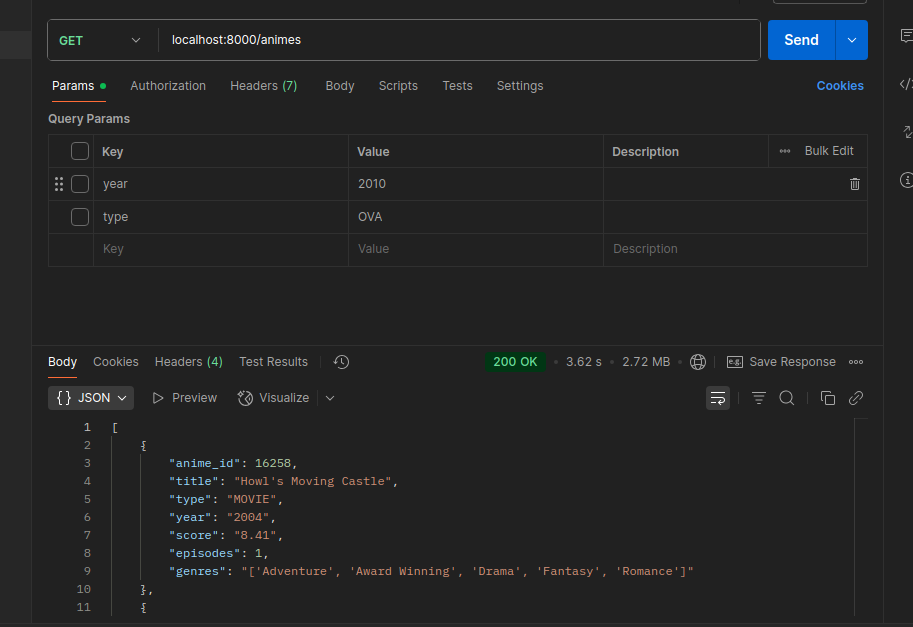 GET localhost:8000/animes Send
Params Authorization Headers (7) Body Scripts Tests Settings Cookies
Query Params
Key Value Description Bulk Edit
year 2010
type OVA
Key Value Description
Body Cookies Headers (4) Test Results 200 OK 3.62 s 2.72 MB e.g. Save Response
{} JSON Preview Visualize
1 [
2 {
3 "anime_id": 16258,
4 "title": "Howl's Moving Castle",
5 "type": "MOVIE",
6 "year": "2004",
7 "score": "8.41",
8 "episodes": 1,
9 "genres": "['Adventure', 'Award Winning', 'Drama', 'Fantasy', 'Romance']"
10 },
11 {